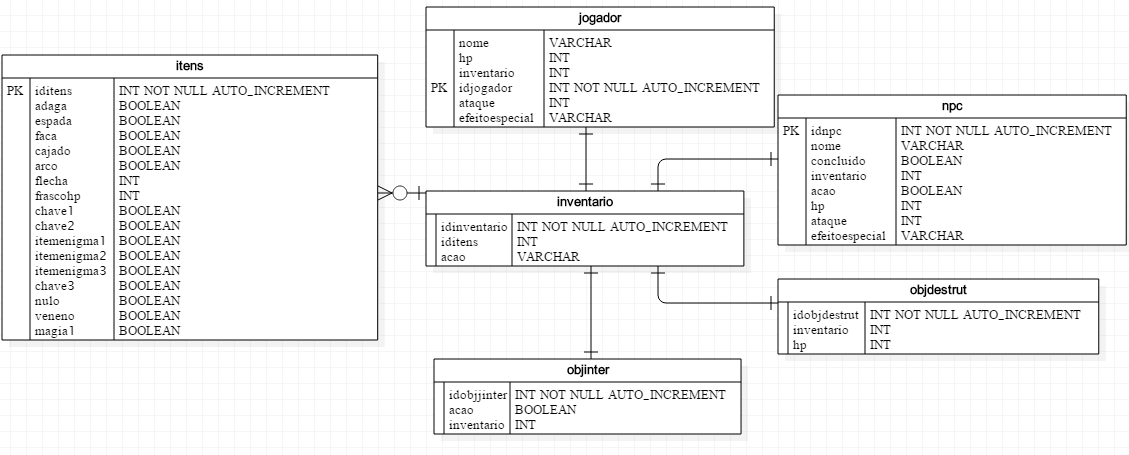 jogador
nome VARCHAR
hp INT
inventario INT
PK idjogador INT NOT NULL AUTO_INCREMENT
ataque INT
efeitoespecial VARCHAR
itens
PK iditens INT NOT NULL AUTO_INCREMENT
adaga BOOLEAN
espada BOOLEAN
faca BOOLEAN
cajado BOOLEAN
arco BOOLEAN
flecha INT
frascohp INT
chave1 BOOLEAN
chave2 BOOLEAN
itemenigma1 BOOLEAN
itemenigma2 BOOLEAN
itemenigma3 BOOLEAN
chave3 BOOLEAN
nulo BOOLEAN
veneno BOOLEAN
magia1 BOOLEAN
npc
PK idnpc INT NOT NULL AUTO_INCREMENT
nome VARCHAR
concluido BOOLEAN
inventario INT
acao BOOLEAN
hp INT
ataque INT
efeitoespecial VARCHAR
inventario
idinventario INT NOT NULL AUTO_INCREMENT
iditens INT
acao VARCHAR
objdestrut
idobjdestrut INT NOT NULL AUTO_INCREMENT
inventario INT
hp INT
objinter
idobjjinter INT NOT NULL AUTO_INCREMENT
acao BOOLEAN
inventario INT